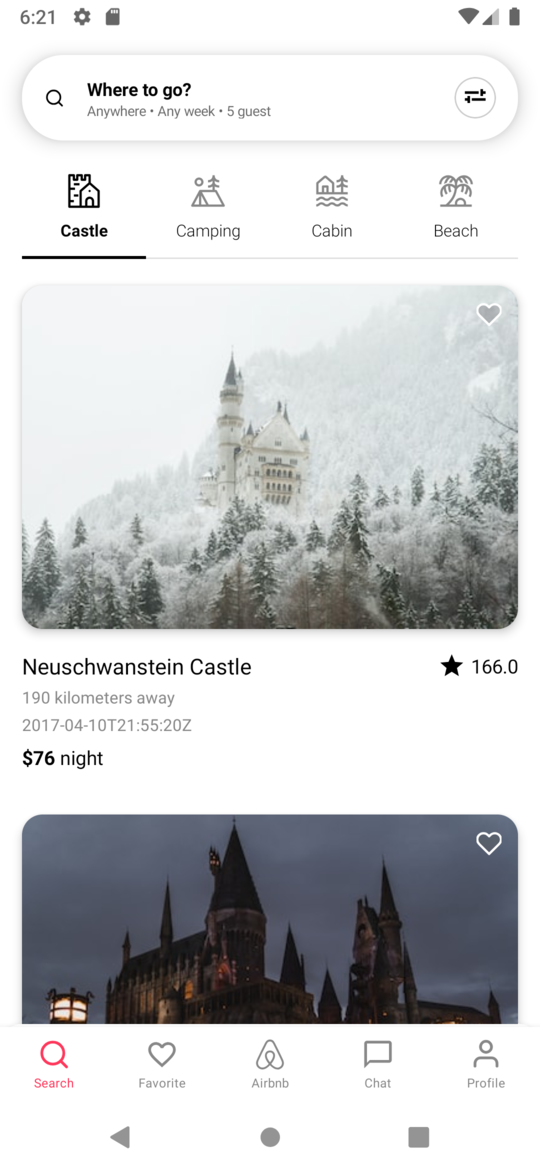 6:21
Where to go?
Anywhere • Any week • 5 guest
Castle
Camping
Cabin
Beach
Neuschwanstein Castle
166.0
190 kilometers away
2017-04-10T21:55:20Z
$76 night
Search
Favorite
Airbnb
Chat
Profile